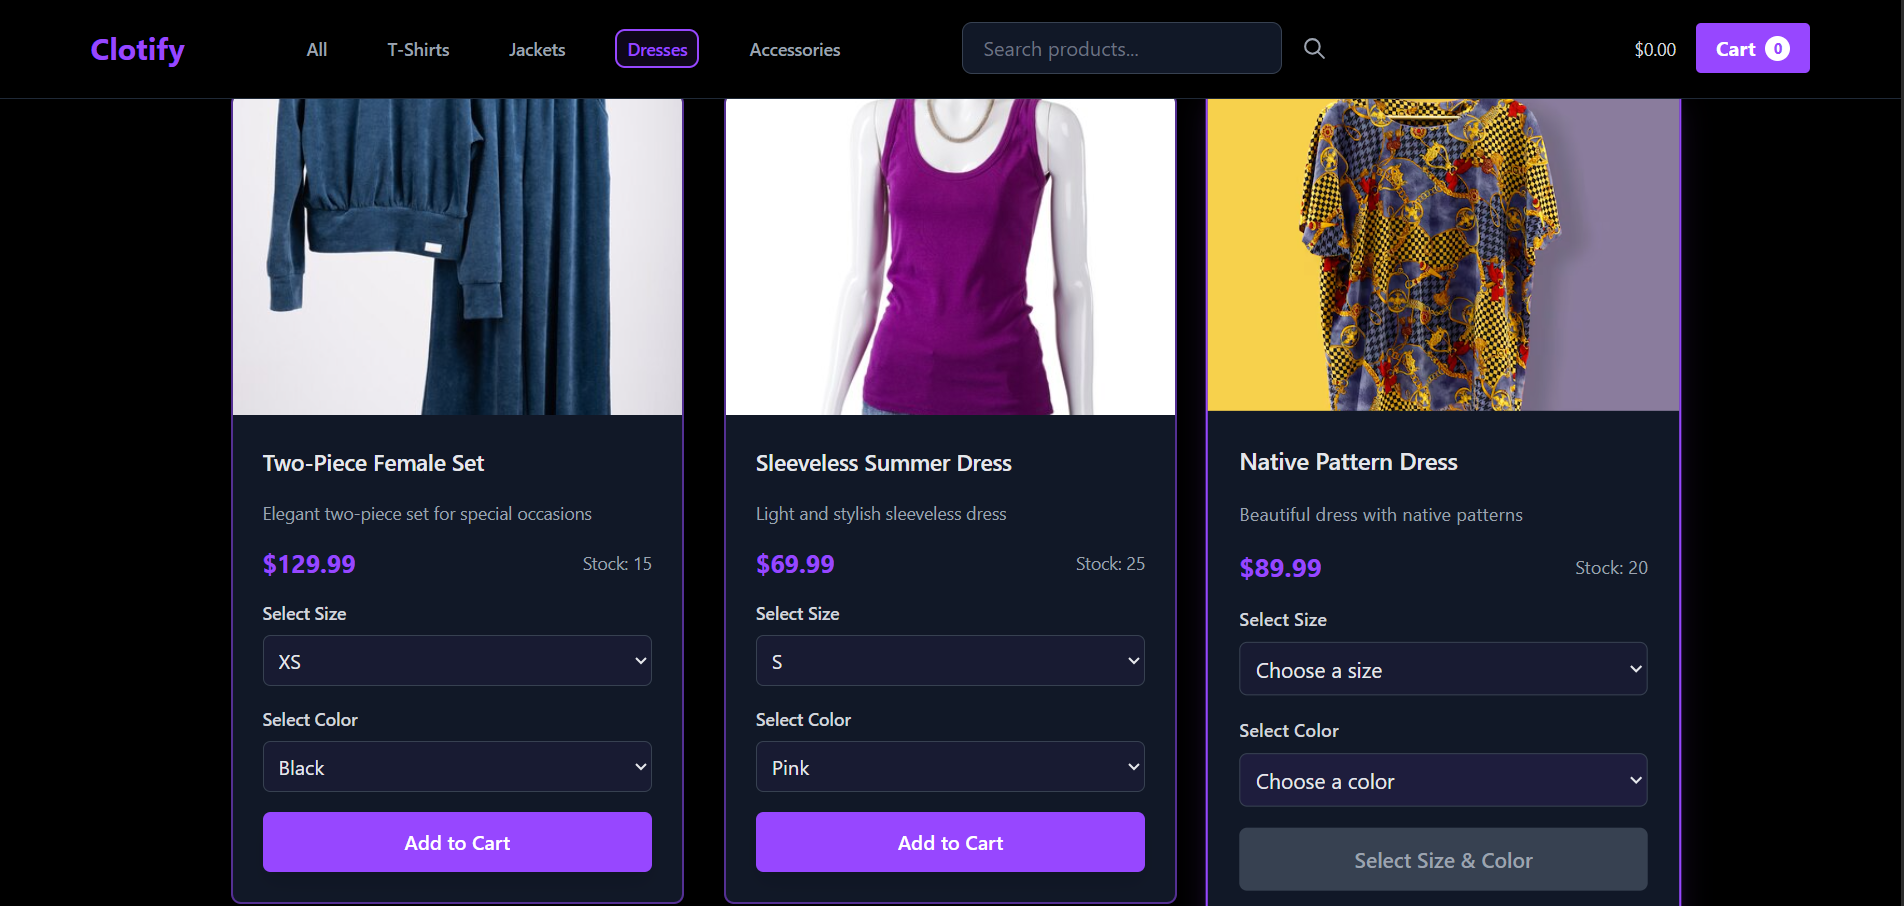 Clotify
All
T-Shirts
Jackets
Dresses
Accessories
Search products...
$0.00
Cart 0
Two-Piece Female Set
Elegant two-piece set for special occasions
$129.99
Stock: 15
Select Size
XS
Select Color
Black
Add to Cart
Sleeveless Summer Dress
Light and stylish sleeveless dress
$69.99
Stock: 25
Select Size
S
Select Color
Pink
Add to Cart
Native Pattern Dress
Beautiful dress with native patterns
$89.99
Stock: 20
Select Size
Choose a size
Select Color
Choose a color
Select Size & Color